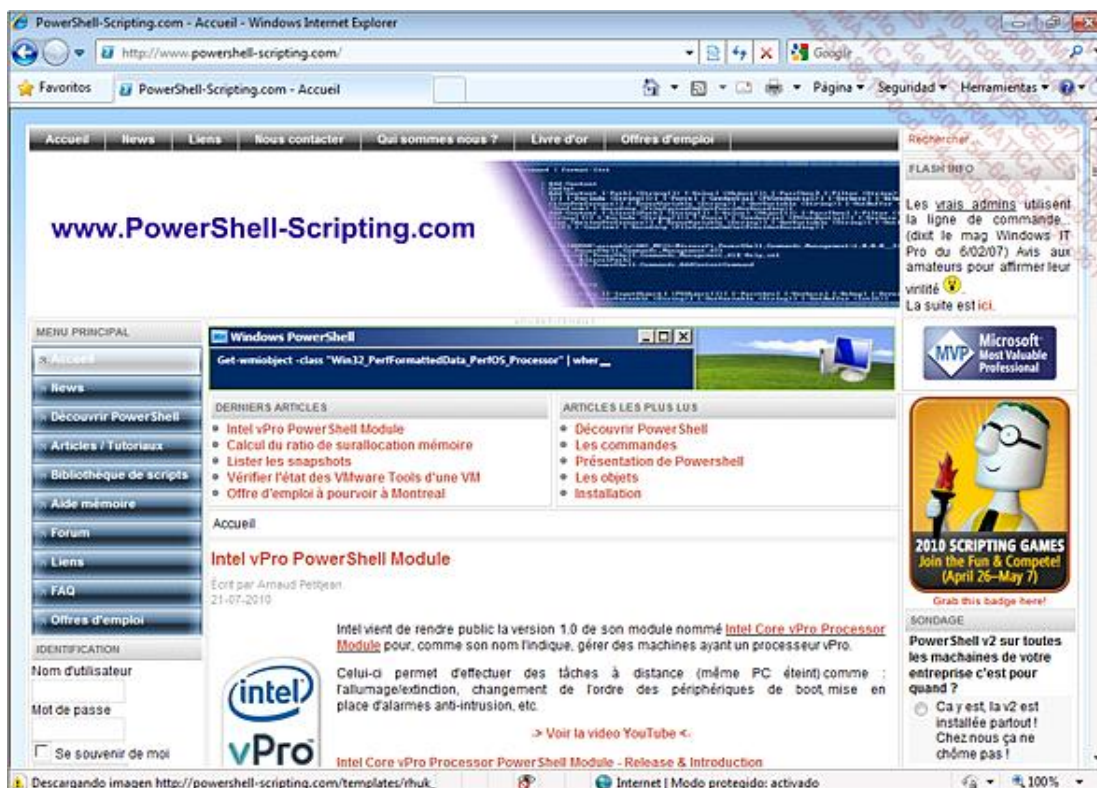 PowerShell-Scripting.com - Accueil - Windows Internet Explorer
http://www.powershell-scripting.com/
Google
Favoritos
PowerShell-Scripting.com - Accueil
Página
Seguridad
Herramientas
Accueil
News
Liens
Nous contacter
Qui sommes nous ?
Livre d'or
Offres d'emploi
Rechercher
www.PowerShell-Scripting.com
FLASH INFO
Les vrais admins utilisent
la ligne de commande...
(dixit le mag Windows IT
Pro du 6/02/07) Avis aux
amateurs pour affirmer leur
virilité
La suite est ici.
Microsoft
MVP
Most Valuable
Professional
MENU PRINCIPAL
Accueil
News
Découvrir PowerShell
Articles / Tutoriaux
Bibliothèque de scripts
Aide mémoire
Forum
Liens
FAQ
Offres d'emploi
IDENTIFICATION
Nom d'utilisateur
Mot de passe
Se souvenir de moi
Windows PowerShell
Get-wmiobject -class "Win32_PerfFormattedData_PerfOS_Processor" | wher_
DERNIERS ARTICLES
Intel vPro PowerShell Module
Calcul du ratio de surallocation mémoire
Lister les snapshots
Vérifier l'état des VMware Tools d'une VM
Offre d'emploi à pourvoir à Montreal
ARTICLES LES PLUS LUS
Découvrir PowerShell
Les commandes
Présentation de Powershell
Les objets
Installation
Accueil
Intel vPro PowerShell Module
Écrit par Arnaud Petitjean
21-07-2010
Intel vient de rendre public la version 1.0 de son module nommé Intel Core vPro Processor
Module pour, comme son nom l'indique, gérer des machines ayant un processeur vPro.
Celui-ci permet d'effectuer des tâches à distance (même PC éteint) comme :
l'allumage/extinction, changement de l'ordre des périphériques de boot, mise en
place d'alarmes anti-intrusion, etc.
-> Voir la video YouTube <-
Intel Core vPro Processor PowerShell Module - Release & Introduction
intel
vPro
2010 SCRIPTING GAMES
Join the Fun & Compete!
(April 26–May 7)
Grab this badge here!
SONDAGE
PowerShell v2 sur toutes
les machaines de votre
entreprise c'est pour
quand ?
Ca y est, la v2 est
installée partout !
Chez nous ça ne
chôme pas !
Descargando imagen http://powershell-scripting.com/templates/rhuk_
Internet | Modo protegido: activado
100%